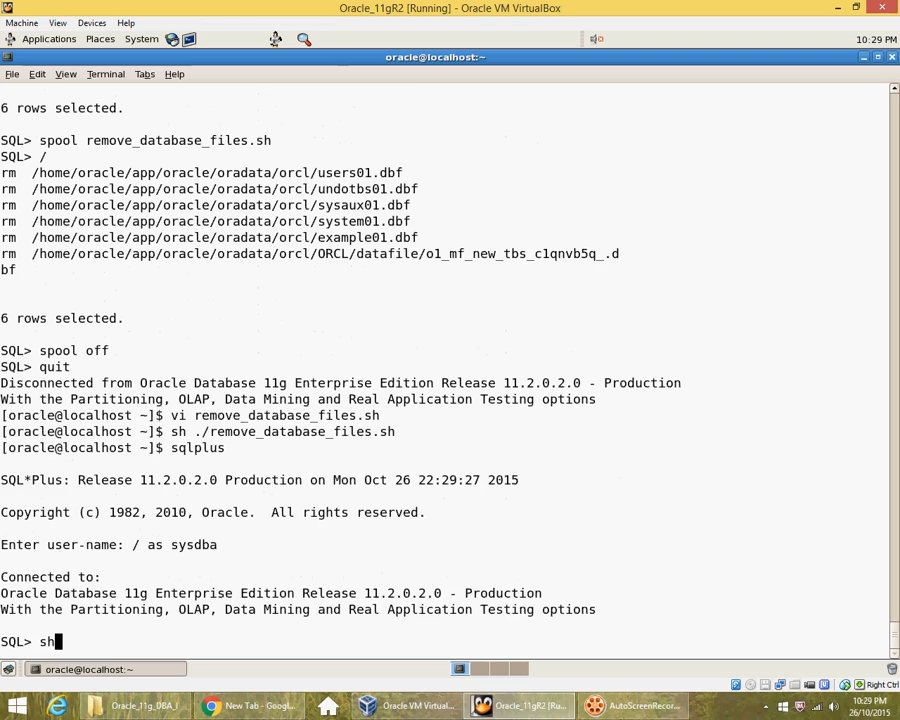 Oracle_11gR2 [Running] - Oracle VM VirtualBox
Machine View Devices Help
Applications Places System 10:29 PM
oracle@localhost:~
File Edit View Terminal Tabs Help
6 rows selected.
SQL> spool remove_database_files.sh
SQL> /
rm  /home/oracle/app/oracle/oradata/orcl/users01.dbf
rm  /home/oracle/app/oracle/oradata/orcl/undotbs01.dbf
rm  /home/oracle/app/oracle/oradata/orcl/sysaux01.dbf
rm  /home/oracle/app/oracle/oradata/orcl/system01.dbf
rm  /home/oracle/app/oracle/oradata/orcl/example01.dbf
rm  /home/oracle/app/oracle/oradata/orcl/ORCL/datafile/o1_mf_new_tbs_c1qnvb5q_.d
bf
6 rows selected.
SQL> spool off
SQL> quit
Disconnected from Oracle Database 11g Enterprise Edition Release 11.2.0.2.0 - Production
With the Partitioning, OLAP, Data Mining and Real Application Testing options
[oracle@localhost ~]$ vi remove_database_files.sh
[oracle@localhost ~]$ sh ./remove_database_files.sh
[oracle@localhost ~]$ sqlplus
SQL*Plus: Release 11.2.0.2.0 Production on Mon Oct 26 22:29:27 2015
Copyright (c) 1982, 2010, Oracle.  All rights reserved.
Enter user-name: / as sysdba
Connected to:
Oracle Database 11g Enterprise Edition Release 11.2.0.2.0 - Production
With the Partitioning, OLAP, Data Mining and Real Application Testing options
SQL> sh
oracle@localhost:~
Right Ctrl
Oracle_11g_DBA_I New Tab - Googl... Oracle VM Virtual... Oracle_11gR2 [Ru... AutoScreenRecor... 10:29 PM
26/10/2015